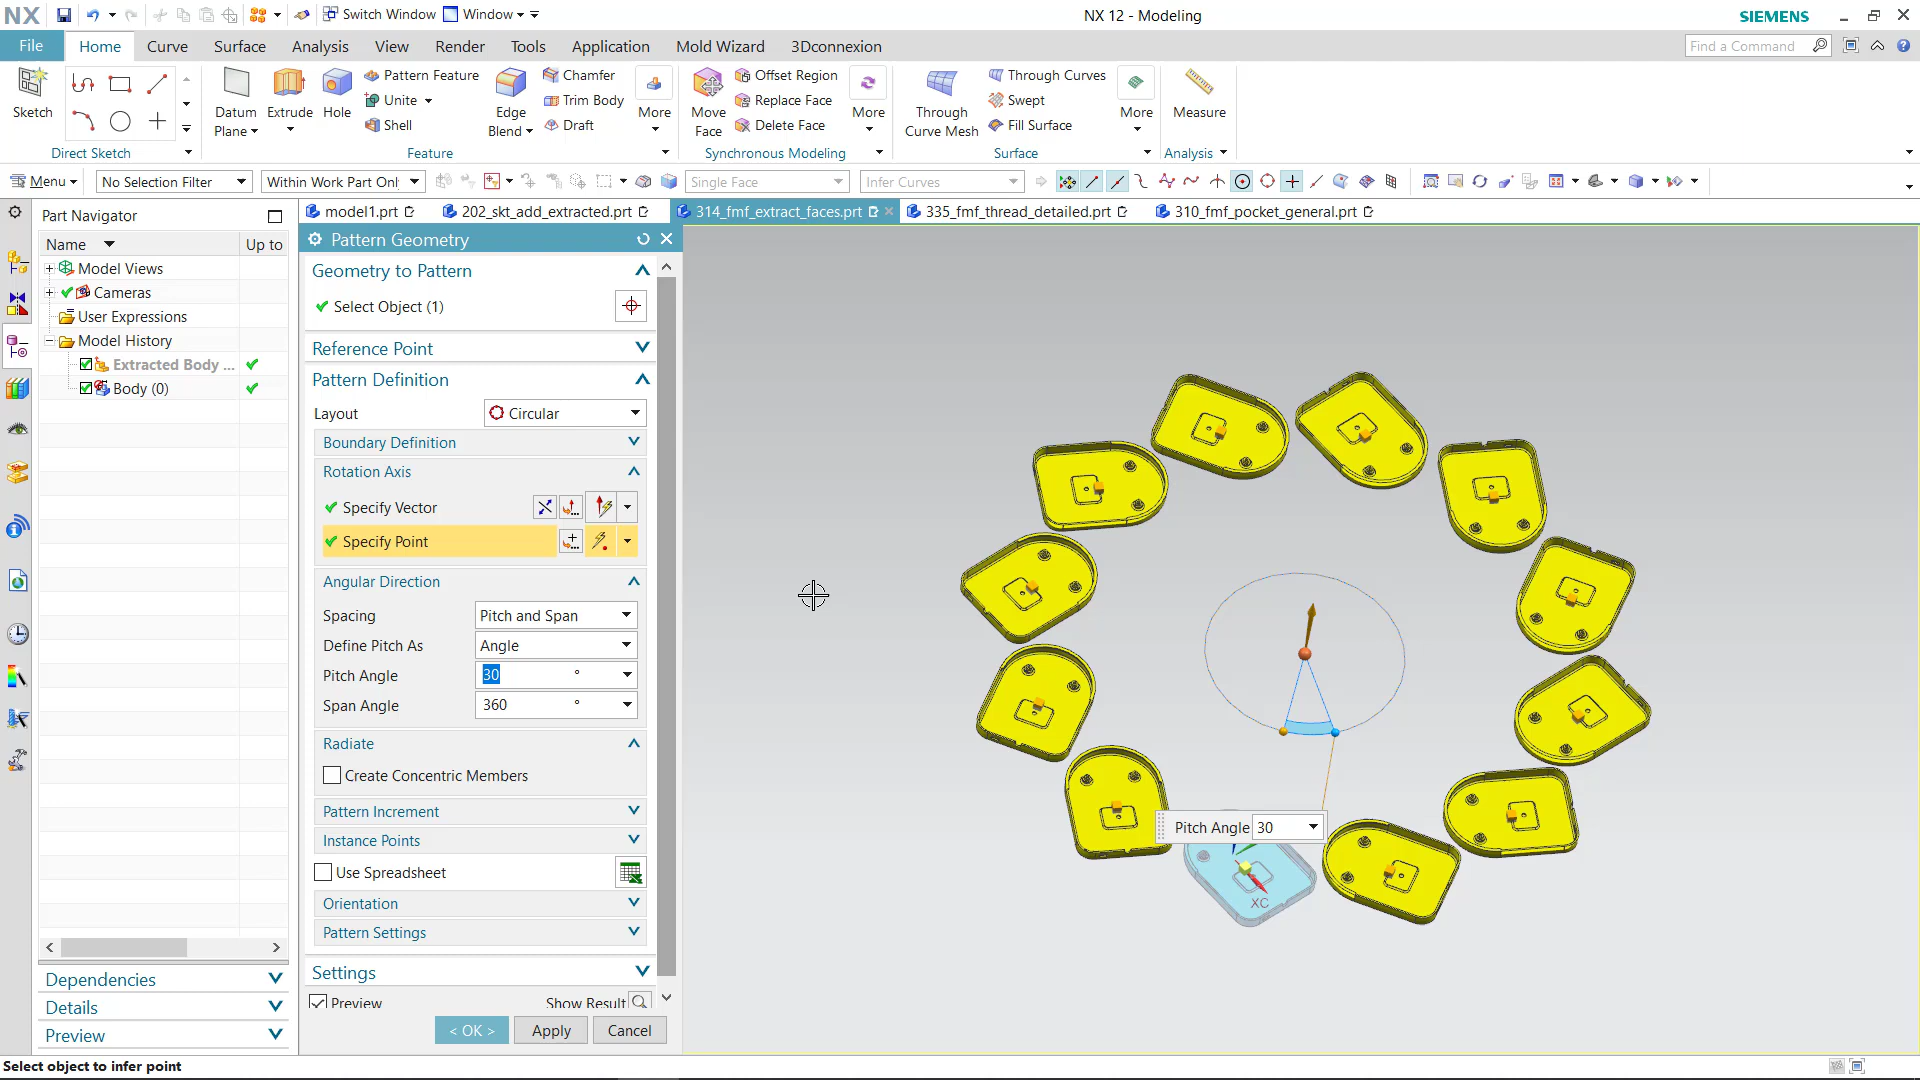 NX
Switch Window
Window
NX 12 - Modeling
SIEMENS
File
Home
Curve
Surface
Analysis
View
Render
Tools
Application
Mold Wizard
3Dconnexion
Find a Command
Sketch
Direct Sketch
Datum Plane
Extrude
Hole
Pattern Feature
Unite
Shell
Edge Blend
Chamfer
Trim Body
Draft
More
Feature
Move Face
Offset Region
Replace Face
Delete Face
More
Synchronous Modeling
Through Curve Mesh
Through Curves
Swept
Fill Surface
More
Surface
Measure
Analysis
Menu
No Selection Filter
Within Work Part Onl
Single Face
Infer Curves
Part Navigator
model1.prt
202_skt_add_extracted.prt
314_fmf_extract_faces.prt
335_fmf_thread_detailed.prt
310_fmf_pocket_general.prt
Name
Up to
Model Views
Cameras
User Expressions
Model History
Extracted Body ...
Body (0)
Dependencies
Details
Preview
Pattern Geometry
Geometry to Pattern
Select Object (1)
Reference Point
Pattern Definition
Layout
Circular
Boundary Definition
Rotation Axis
Specify Vector
Specify Point
Angular Direction
Spacing
Pitch and Span
Define Pitch As
Angle
Pitch Angle
30
°
Span Angle
360
°
Radiate
Create Concentric Members
Pattern Increment
Instance Points
Use Spreadsheet
Orientation
Pattern Settings
Settings
Preview
Show Result
< OK >
Apply
Cancel
Pitch Angle
30
XC
Select object to infer point